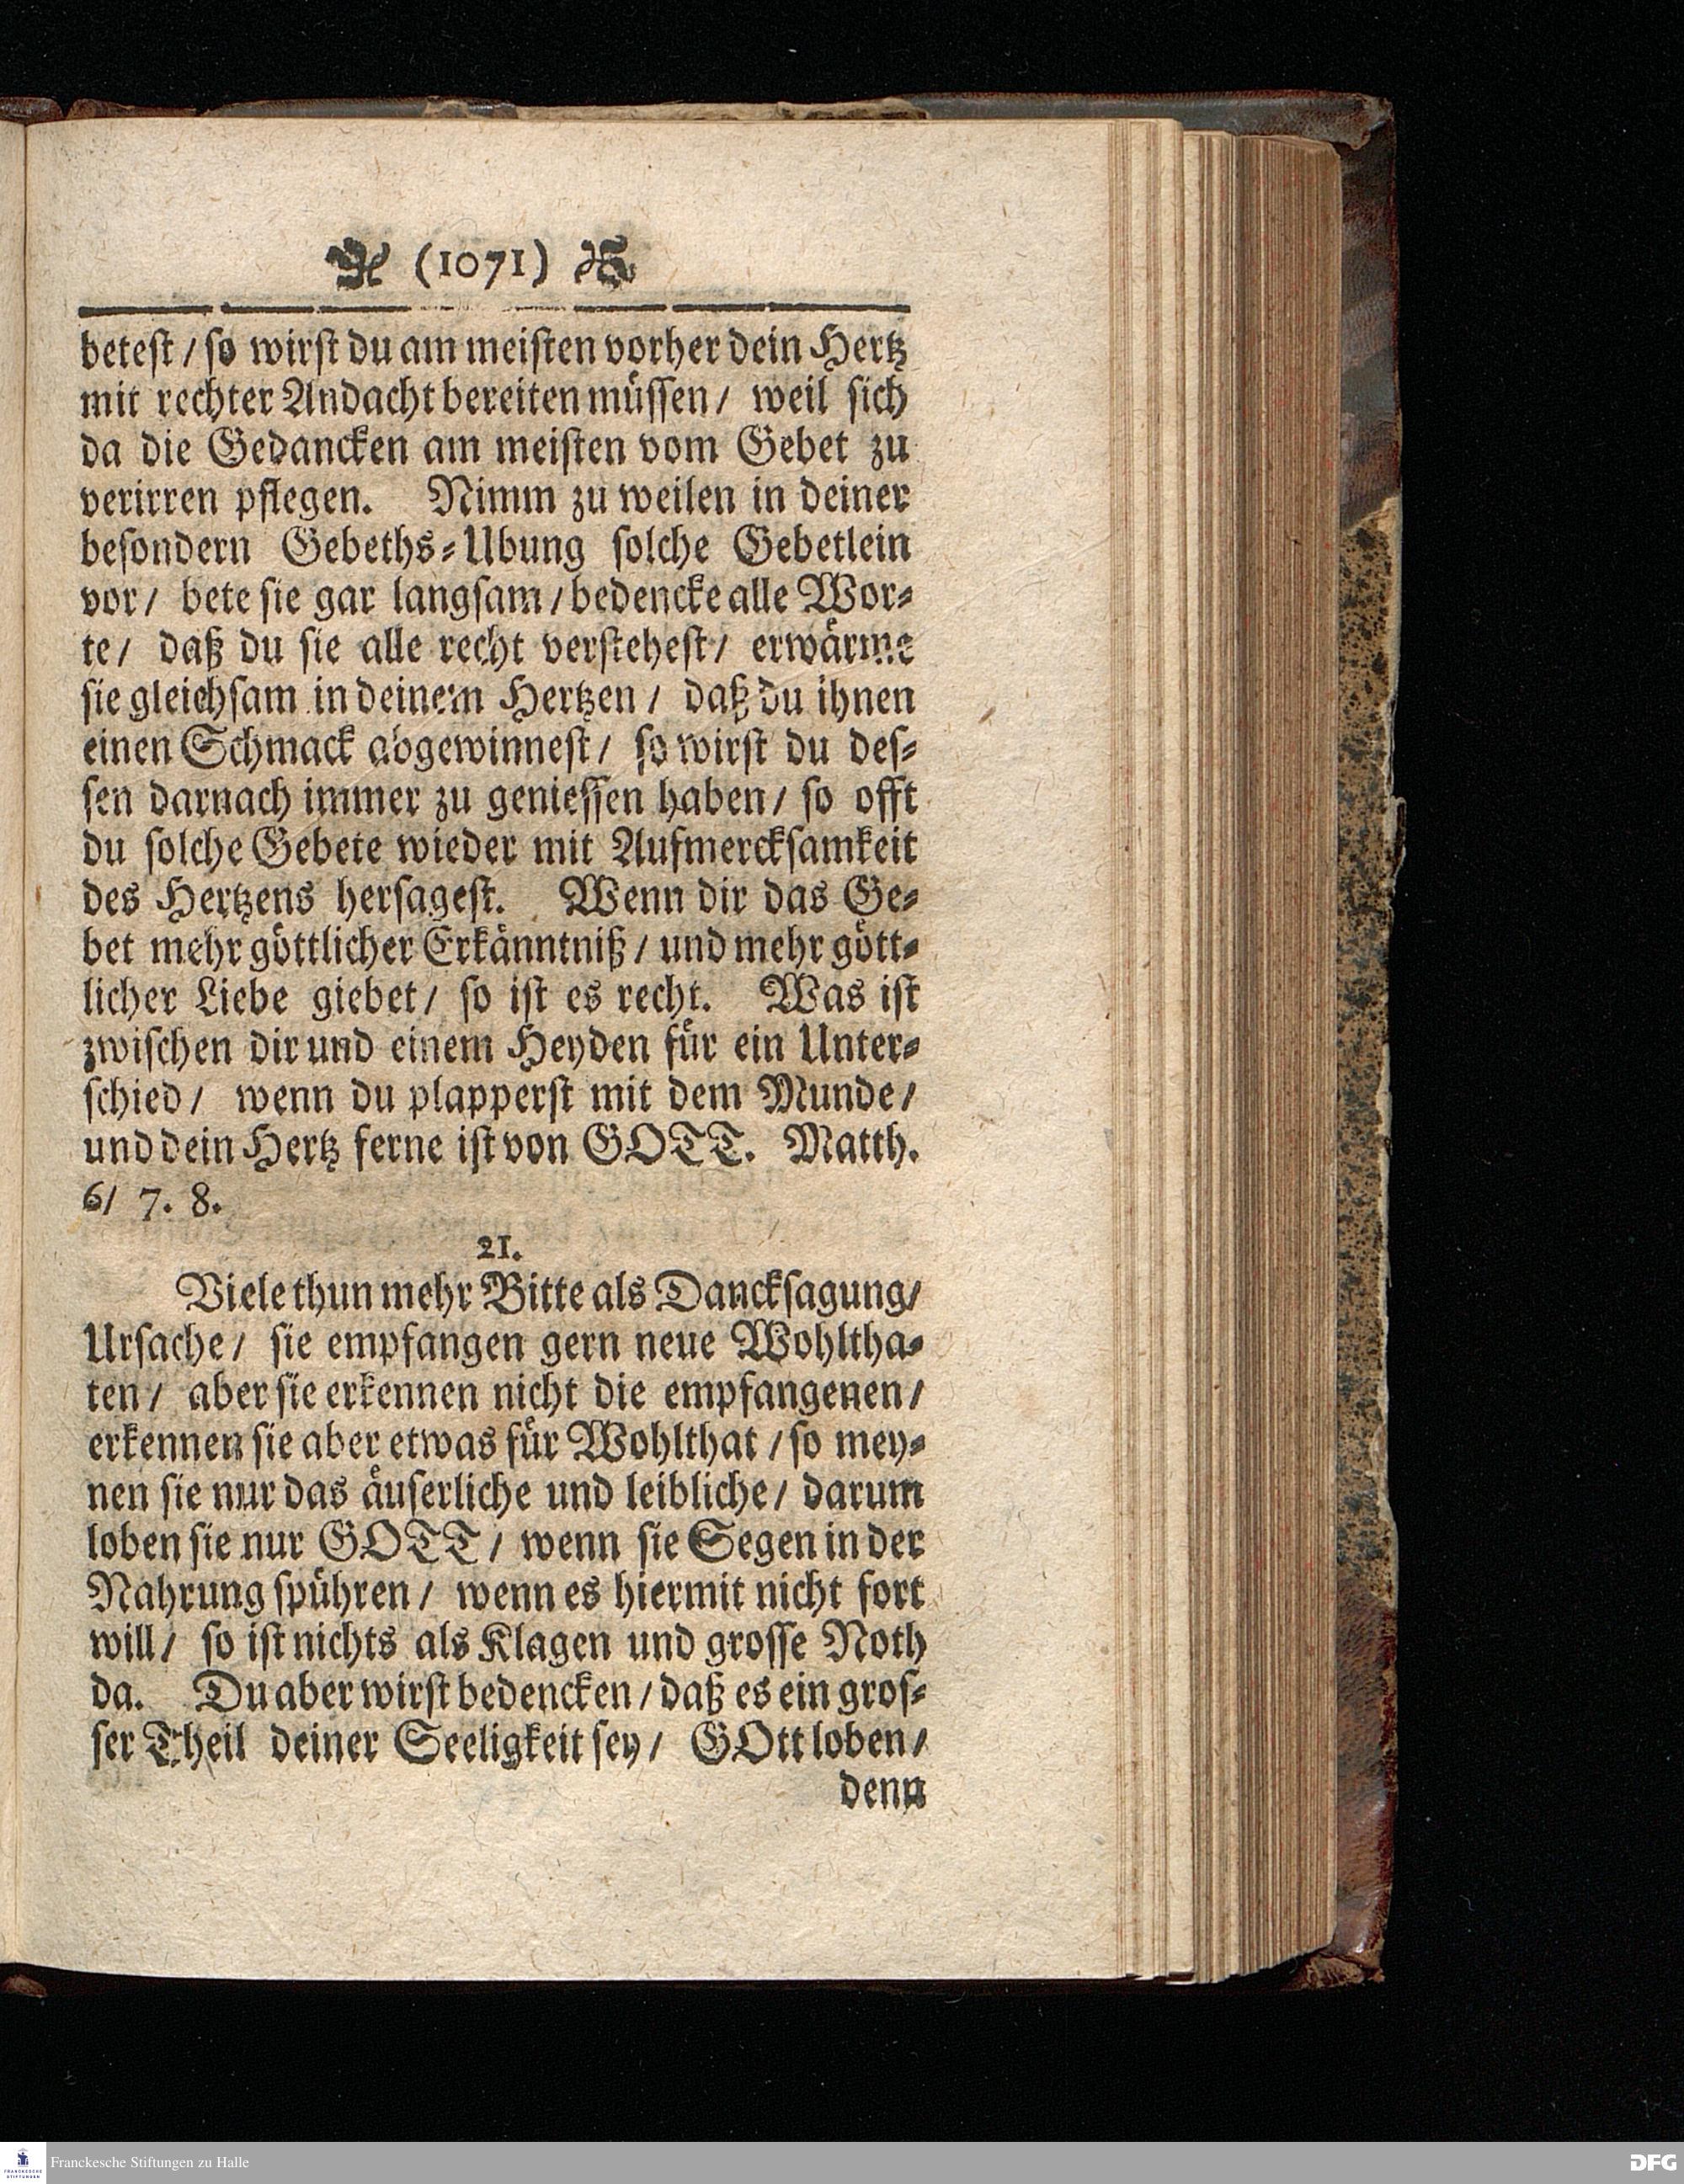 (1071)
betest / so wirst du am meisten vorher dein Hertz
mit rechter Andacht bereiten müssen / weil sich
da die Gedancken am meisten vom Gebet zu
verirren pflegen. Nimm zu weilen in deiner
besondern Gebeths-Ubung solche Gebetlein
vor / bete sie gar langsam / bedencke alle Wor-
te / daß du sie alle recht verstehest / erwärme
sie gleichsam in deinem Hertzen / daß du ihnen
einen Schmack abgewinnest / so wirst du des-
sen darnach immer zu geniessen haben / so offt
du solche Gebete wieder mit Aufmercksamkeit
des Hertzens hersagest. Wenn dir das Ge-
bet mehr göttlicher Erkänntniß / und mehr gött-
licher Liebe giebet / so ist es recht. Was ist
zwischen dir und einem Heyden für ein Unter-
schied / wenn du plapperst mit dem Munde /
und dein Hertz ferne ist von GOTT. Matth.
6/ 7. 8.
21.
Viele thun mehr Bitte als Dancksagung /
Ursache / sie empfangen gern neue Wohltha-
ten / aber sie erkennen nicht die empfangenen /
erkennen sie aber etwas für Wohlthat / so mey-
nen sie nur das äuserliche und leibliche / darum
loben sie nur GOTT / wenn sie Segen in der
Nahrung spühren / wenn es hiermit nicht fort
will / so ist nichts als Klagen und grosse Noth
da. Du aber wirst bedencken / daß es ein gros-
ser Theil deiner Seeligkeit sey / GOtt loben /
denn
FRANCKESCHE STIFTUNGEN
Franckesche Stiftungen zu Halle
DFG